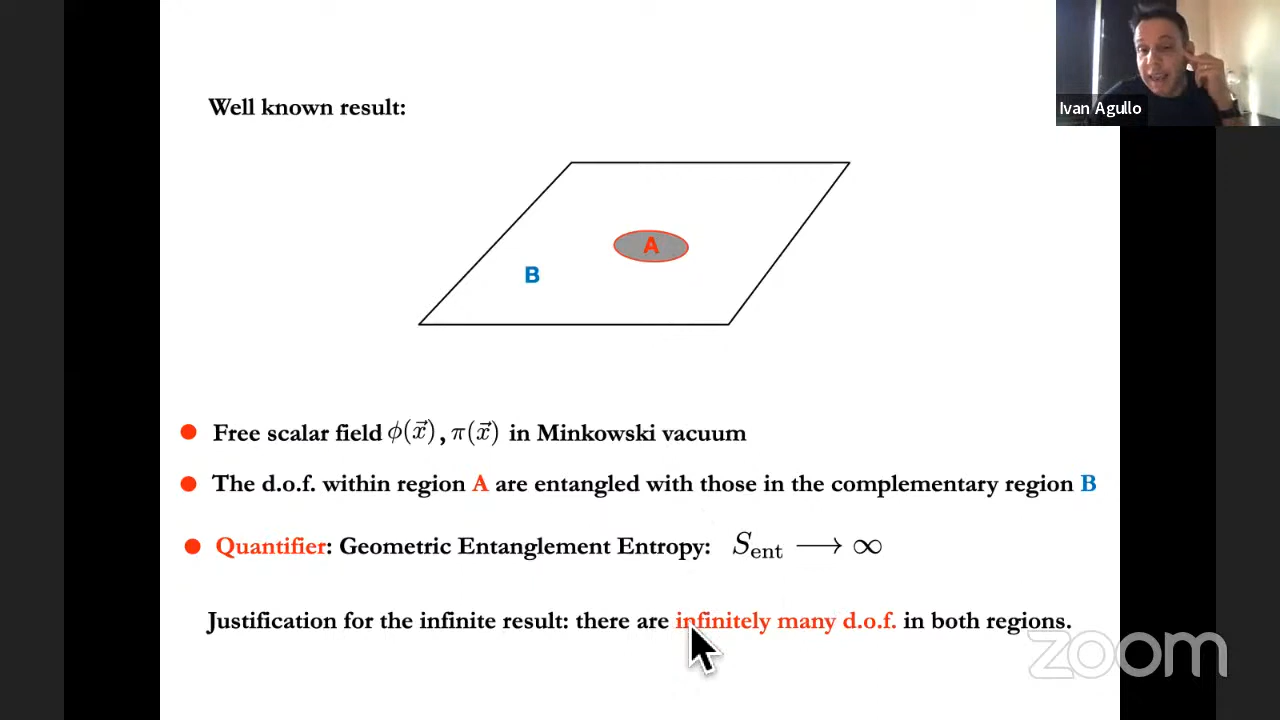 Ivan Agullo
Well known result:
A
B
Free scalar field ϕ(x⃗), π(x⃗) in Minkowski vacuum
The d.o.f. within region A are entangled with those in the complementary region B
Quantifier: Geometric Entanglement Entropy: S_ent ⟶ ∞
Justification for the infinite result: there are infinitely many d.o.f. in both regions.
zoom